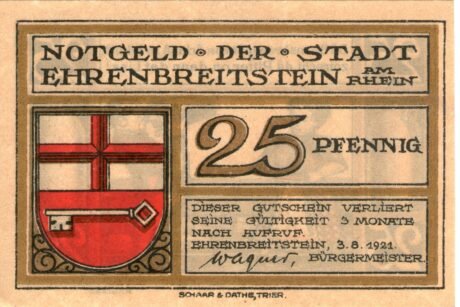 NOTGELD • DER • STADT
EHRENBREITSTEIN AM RHEIN
25 PFENNIG
DIESER GUTSCHEIN VERLIERT
SEINE GÜLTIGKEIT 3 MONATE
NACH AUFRUF.
EHRENBREITSTEIN, 3. 8. 1921.
Wagner, BÜRGERMEISTER.
SCHAAR & DATHE, TRIER.